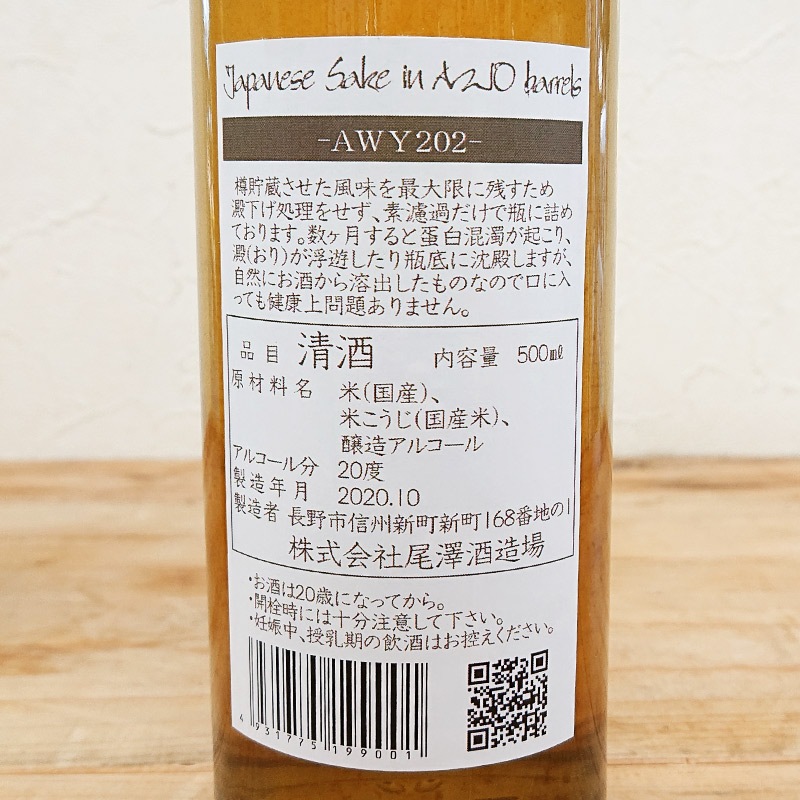 Japanese Sake in AZWO barrels
-AWY202-
樽貯蔵させた風味を最大限に残すため
澱下げ処理をせず、素濾過だけで瓶に詰め
ております。数ヶ月すると蛋白混濁が起こり、
澱(おり)が浮遊したり瓶底に沈殿しますが、
自然にお酒から溶出したものなので口に入
っても健康上問題ありません。
品目 清酒 内容量 500㎖
原材料名 米(国産)、
米こうじ(国産米)、
醸造アルコール
アルコール分 20度
製造年月 2020.10
製造者 長野市信州新町新町168番地の1
株式会社尾澤酒造場
・お酒は20歳になってから。
・開栓時には十分注意して下さい。
・妊娠中、授乳期の飲酒はお控えください。
4931775199001